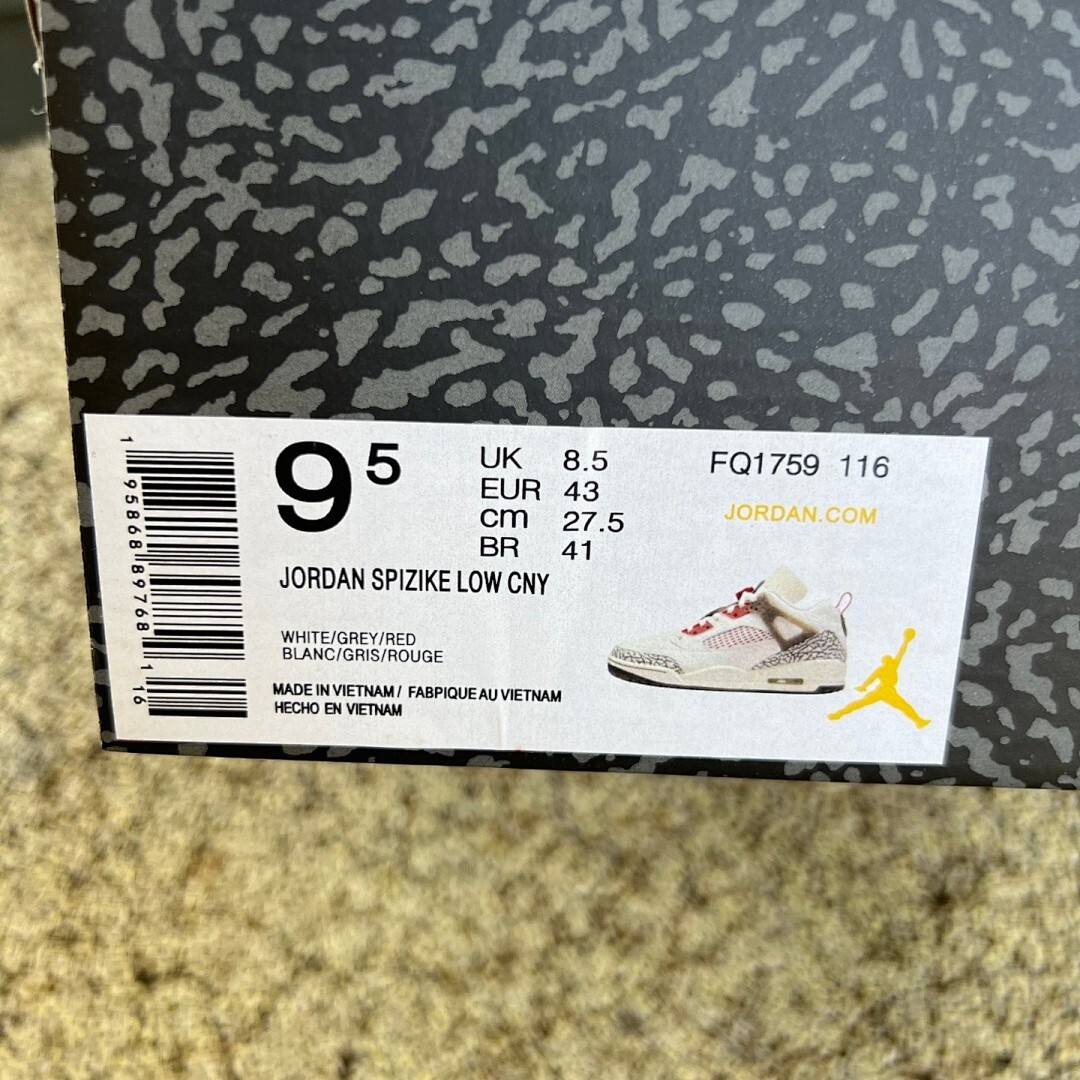 1 95868 89768 1 16
9 5
UK 8.5
EUR 43
cm 27.5
BR 41
FQ1759 116
JORDAN.COM
JORDAN SPIZIKE LOW CNY
WHITE/GREY/RED
BLANC/GRIS/ROUGE
MADE IN VIETNAM / FABPIQUE AU VIETNAM
HECHO EN VIETNAM